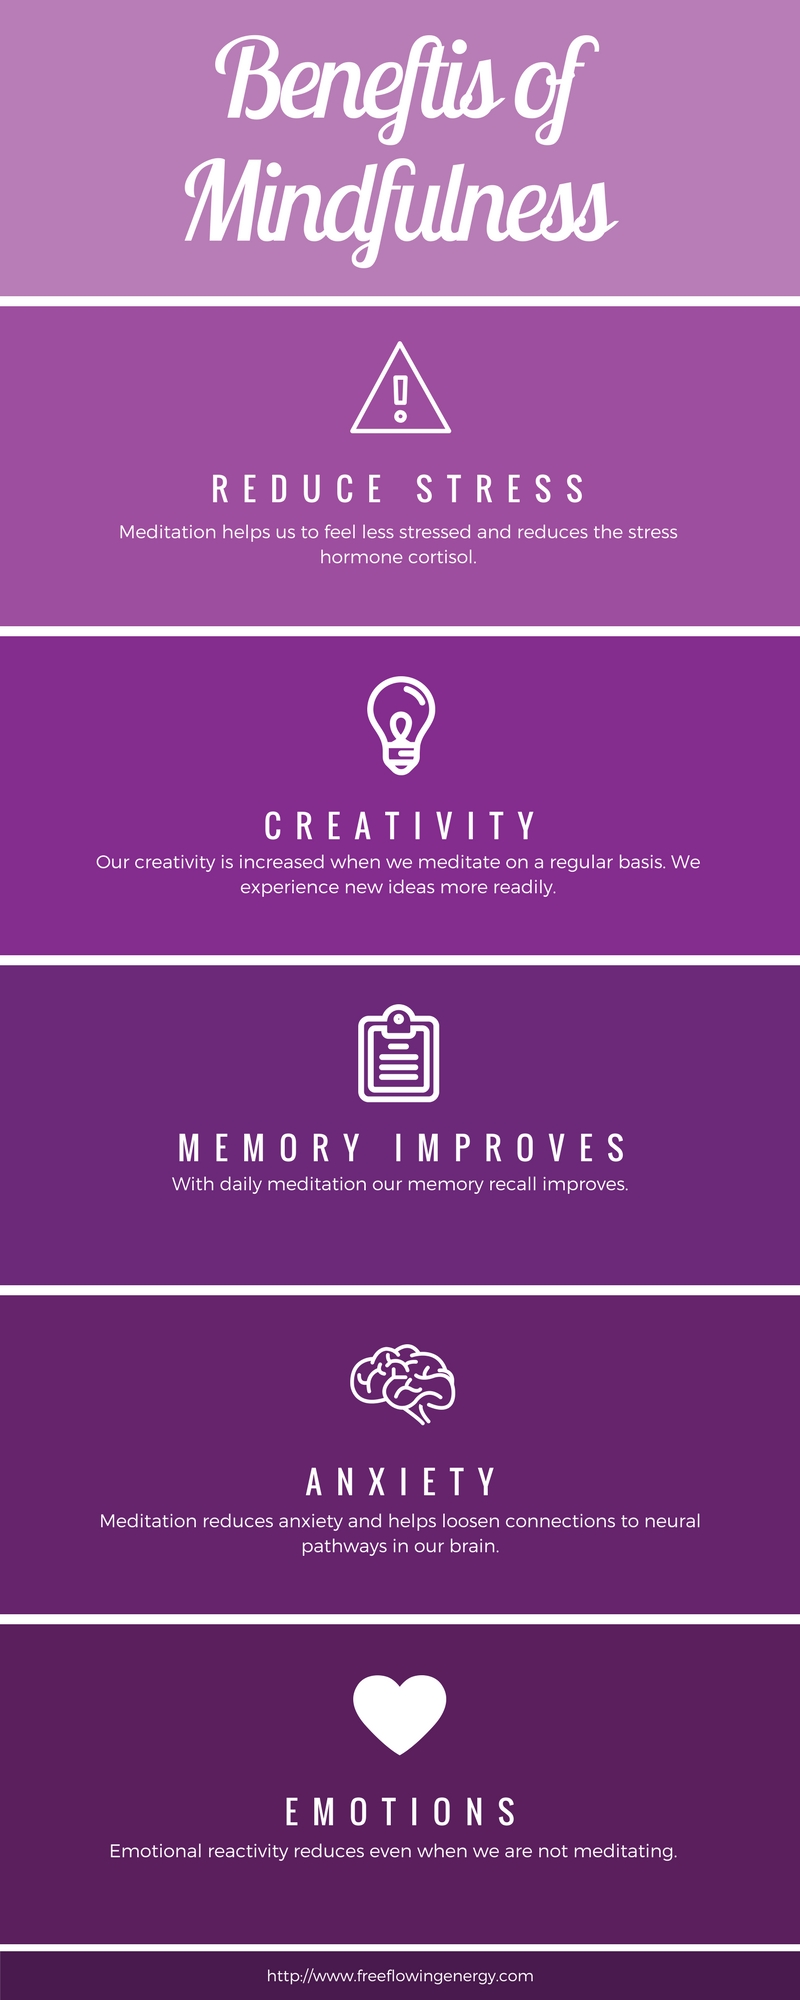 Beneftis of
Mindfulness
REDUCE STRESS
Meditation helps us to feel less stressed and reduces the stress
hormone cortisol.
CREATIVITY
Our creativity is increased when we meditate on a regular basis. We
experience new ideas more readily.
MEMORY IMPROVES
With daily meditation our memory recall improves.
ANXIETY
Meditation reduces anxiety and helps loosen connections to neural
pathways in our brain.
EMOTIONS
Emotional reactivity reduces even when we are not meditating.
http://www.freeflowingenergy.com